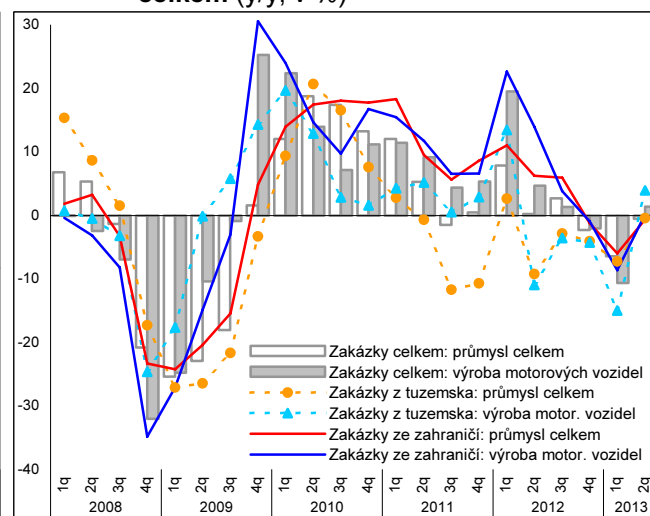 celkem (y/y, v %)
30
20
10
0
-10
-20
-30
-40
Zakázky celkem: průmysl celkem
Zakázky celkem: výroba motorových vozidel
Zakázky z tuzemska: průmysl celkem
Zakázky z tuzemska: výroba motor. vozidel
Zakázky ze zahraničí: průmysl celkem
Zakázky ze zahraničí: výroba motor. vozidel
1q 2q 3q 4q 1q 2q 3q 4q 1q 2q 3q 4q 1q 2q 3q 4q 1q 2q 3q 4q 1q 2q
2008 2009 2010 2011 2012 2013